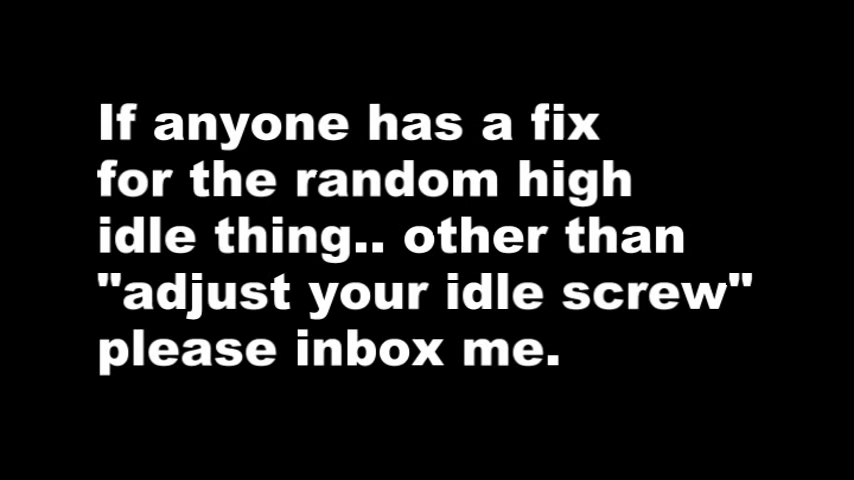 If anyone has a fix
for the random high
idle thing.. other than
"adjust your idle screw"
please inbox me.